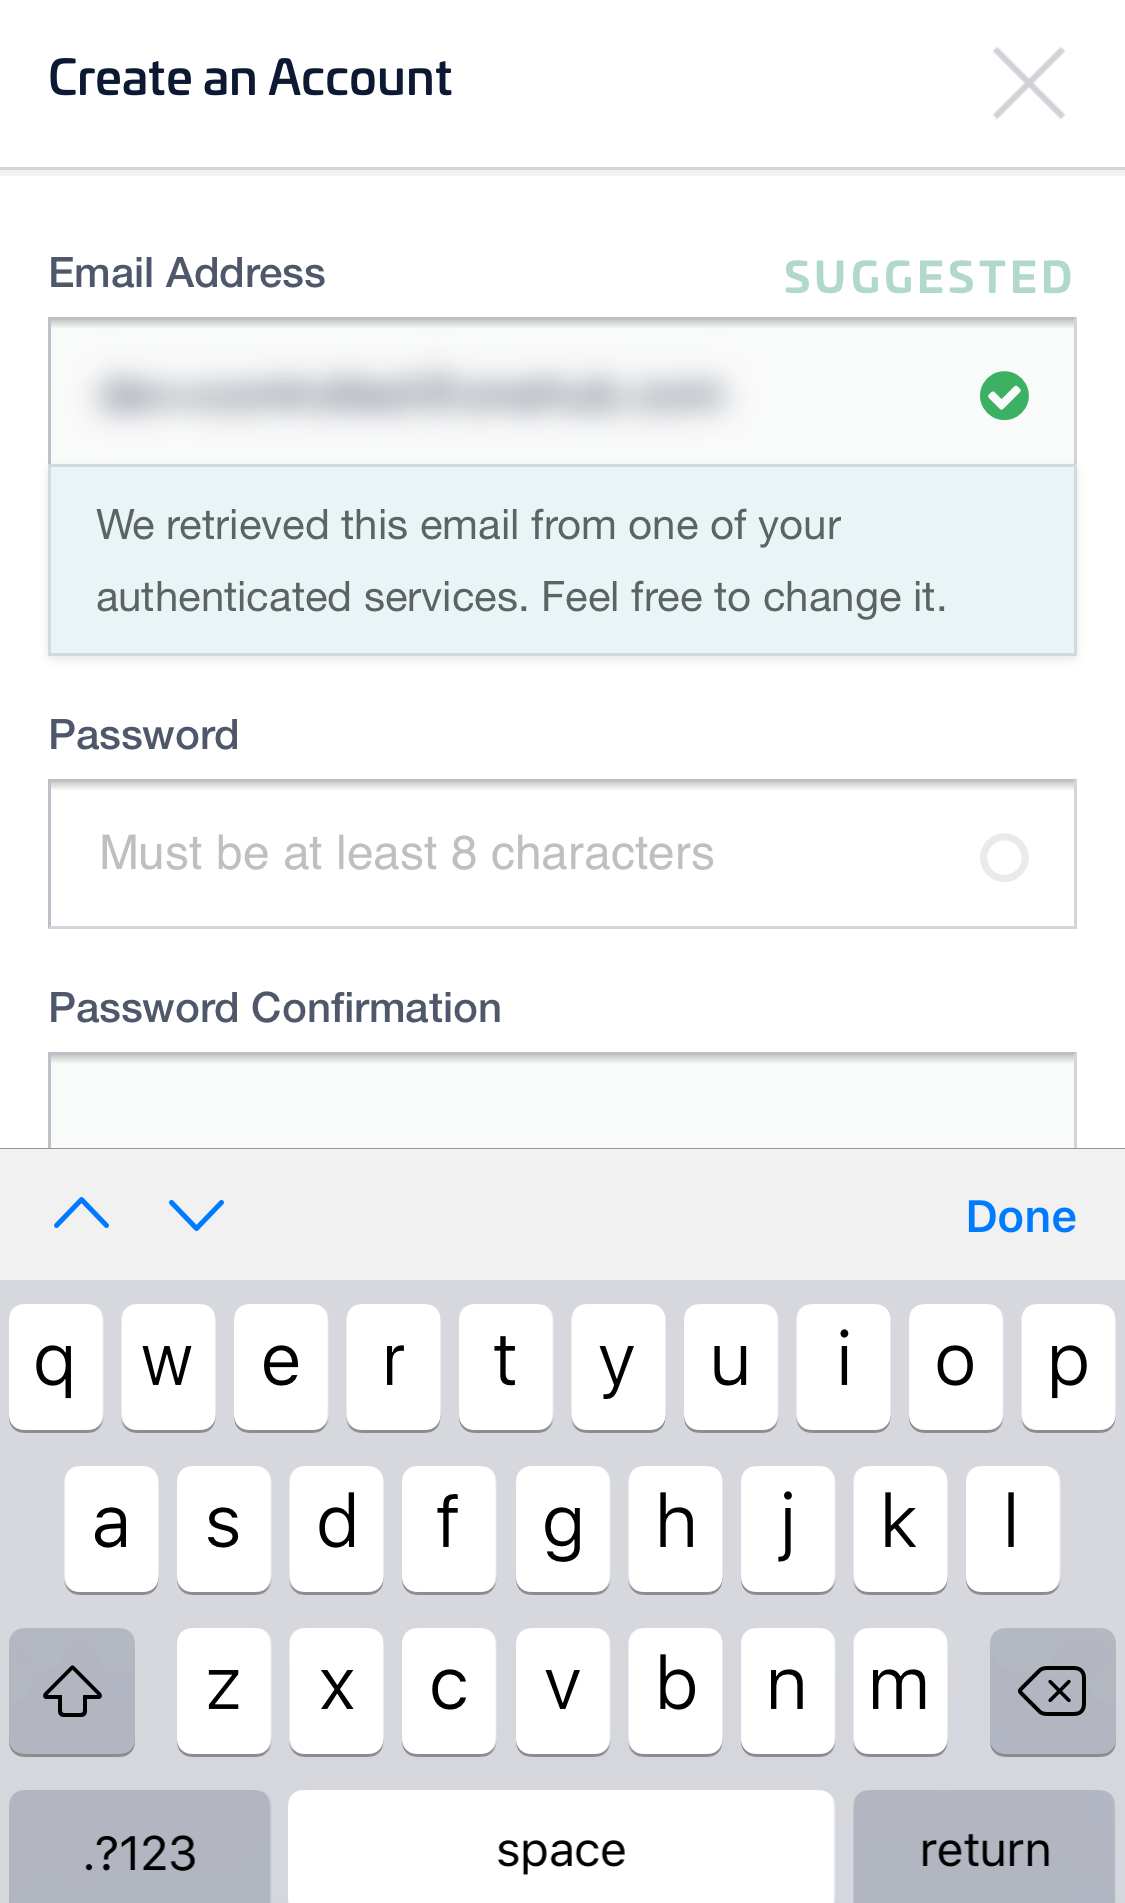 Create an Account
Email Address
SUGGESTED
We retrieved this email from one of your
authenticated services. Feel free to change it.
Password
Must be at least 8 characters
Password Confirmation
Done
q w e r t y u i o p
a s d f g h j k l
z x c v b n m
.?123 space return